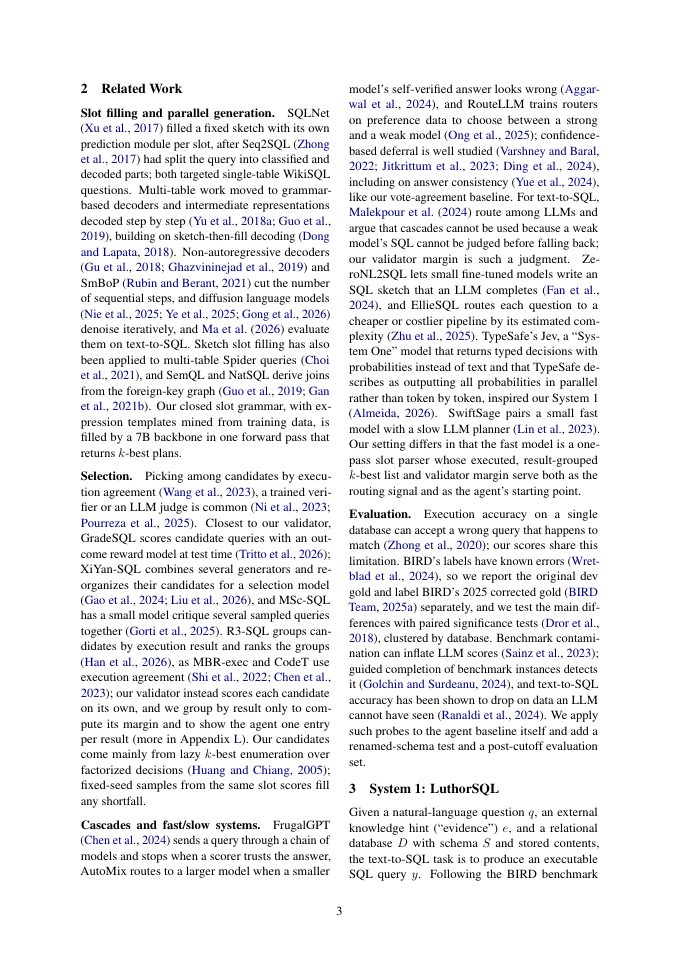 2 Related Work
Slot filling and parallel generation. SQLNet
(Xu et al., 2017) filled a fixed sketch with its own
prediction module per slot, after Seq2SQL (Zhong
et al., 2017) had split the query into classified and
decoded parts; both targeted single-table WikiSQL
questions. Multi-table work moved to grammar-
based decoders and intermediate representations
decoded step by step (Yu et al., 2018a; Guo et al.,
2019), building on sketch-then-fill decoding (Dong
and Lapata, 2018). Non-autoregressive decoders
(Gu et al., 2018; Ghazvininejad et al., 2019) and
SmBoP (Rubin and Berant, 2021) cut the number
of sequential steps, and diffusion language models
(Nie et al., 2025; Ye et al., 2025; Gong et al., 2026)
denoise iteratively, and Ma et al. (2026) evaluate
them on text-to-SQL. Sketch slot filling has also
been applied to multi-table Spider queries (Choi
et al., 2021), and SemQL and NatSQL derive joins
from the foreign-key graph (Guo et al., 2019; Gan
et al., 2021b). Our closed slot grammar, with ex-
pression templates mined from training data, is
filled by a 7B backbone in one forward pass that
returns k-best plans.
Selection. Picking among candidates by execu-
tion agreement (Wang et al., 2023), a trained veri-
fier or an LLM judge is common (Ni et al., 2023;
Pourreza et al., 2025). Closest to our validator,
GradeSQL scores candidate queries with an out-
come reward model at test time (Tritto et al., 2026);
XiYan-SQL combines several generators and re-
organizes their candidates for a selection model
(Gao et al., 2024; Liu et al., 2026), and MSc-SQL
has a small model critique several sampled queries
together (Gorti et al., 2025). R3-SQL groups can-
didates by execution result and ranks the groups
(Han et al., 2026), as MBR-exec and CodeT use
execution agreement (Shi et al., 2022; Chen et al.,
2023); our validator instead scores each candidate
on its own, and we group by result only to com-
pute its margin and to show the agent one entry
per result (more in Appendix L). Our candidates
come mainly from lazy k-best enumeration over
factorized decisions (Huang and Chiang, 2005);
fixed-seed samples from the same slot scores fill
any shortfall.
Cascades and fast/slow systems. FrugalGPT
(Chen et al., 2024) sends a query through a chain of
models and stops when a scorer trusts the answer,
AutoMix routes to a larger model when a smaller
model's self-verified answer looks wrong (Aggar-
wal et al., 2024), and RouteLLM trains routers
on preference data to choose between a strong
and a weak model (Ong et al., 2025); confidence-
based deferral is well studied (Varshney and Baral,
2022; Jitkrittum et al., 2023; Ding et al., 2024),
including on answer consistency (Yue et al., 2024),
like our vote-agreement baseline. For text-to-SQL,
Malekpour et al. (2024) route among LLMs and
argue that cascades cannot be used because a weak
model's SQL cannot be judged before falling back;
our validator margin is such a judgment. Ze-
roNL2SQL lets small fine-tuned models write an
SQL sketch that an LLM completes (Fan et al.,
2024), and EllieSQL routes each question to a
cheaper or costlier pipeline by its estimated com-
plexity (Zhu et al., 2025). TypeSafe's Jev, a “Sys-
tem One” model that returns typed decisions with
probabilities instead of text and that TypeSafe de-
scribes as outputting all probabilities in parallel
rather than token by token, inspired our System 1
(Almeida, 2026). SwiftSage pairs a small fast
model with a slow LLM planner (Lin et al., 2023).
Our setting differs in that the fast model is a one-
pass slot parser whose executed, result-grouped
k-best list and validator margin serve both as the
routing signal and as the agent's starting point.
Evaluation. Execution accuracy on a single
database can accept a wrong query that happens to
match (Zhong et al., 2020); our scores share this
limitation. BIRD's labels have known errors (Wret-
blad et al., 2024), so we report the original dev
gold and label BIRD's 2025 corrected gold (BIRD
Team, 2025a) separately, and we test the main dif-
ferences with paired significance tests (Dror et al.,
2018), clustered by database. Benchmark contami-
nation can inflate LLM scores (Sainz et al., 2023);
guided completion of benchmark instances detects
it (Golchin and Surdeanu, 2024), and text-to-SQL
accuracy has been shown to drop on data an LLM
cannot have seen (Ranaldi et al., 2024). We apply
such probes to the agent baseline itself and add a
renamed-schema test and a post-cutoff evaluation
set.
3 System 1: LuthorSQL
Given a natural-language question q, an external
knowledge hint (“evidence”) e, and a relational
database D with schema S and stored contents,
the text-to-SQL task is to produce an executable
SQL query y. Following the BIRD benchmark
3